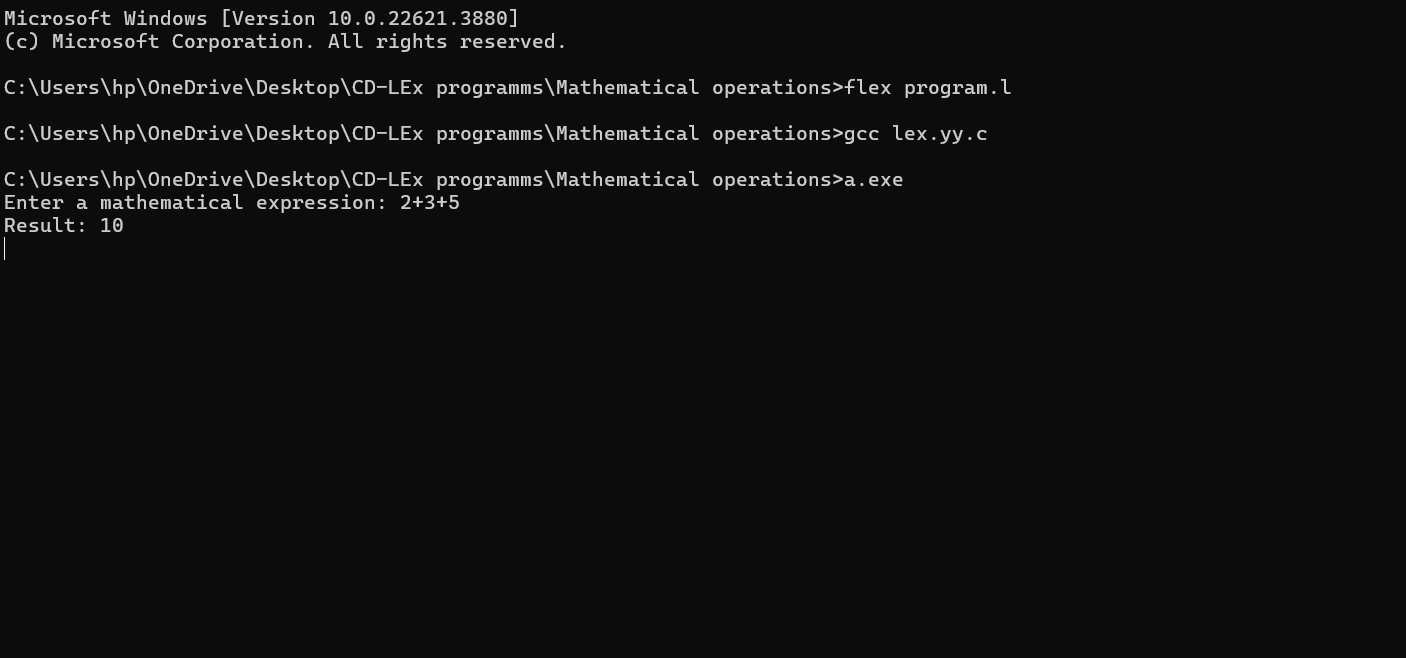 Microsoft Windows [Version 10.0.22621.3880]
(c) Microsoft Corporation. All rights reserved.
C:\Users\hp\OneDrive\Desktop\CD-LEx programms\Mathematical operations>flex program.l
C:\Users\hp\OneDrive\Desktop\CD-LEx programms\Mathematical operations>gcc lex.yy.c
C:\Users\hp\OneDrive\Desktop\CD-LEx programms\Mathematical operations>a.exe
Enter a mathematical expression: 2+3+5
Result: 10